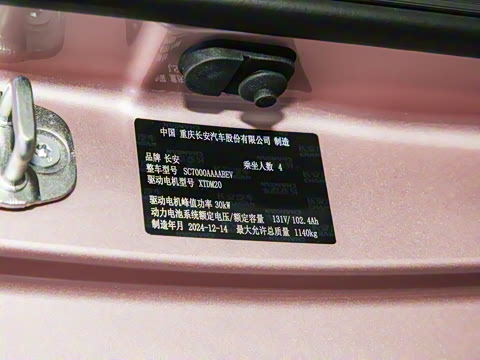 中国 重庆长安汽车股份有限公司 制造
品牌 长安 乘坐人数 4
整车型号 SC7000AAAABEV
驱动电机型号 XTDM20
驱动电机峰值功率 30kW
动力电池系统额定电压/额定容量 131V/102.4Ah
制造年月 2024-12-14 最大允许总质量 1140kg